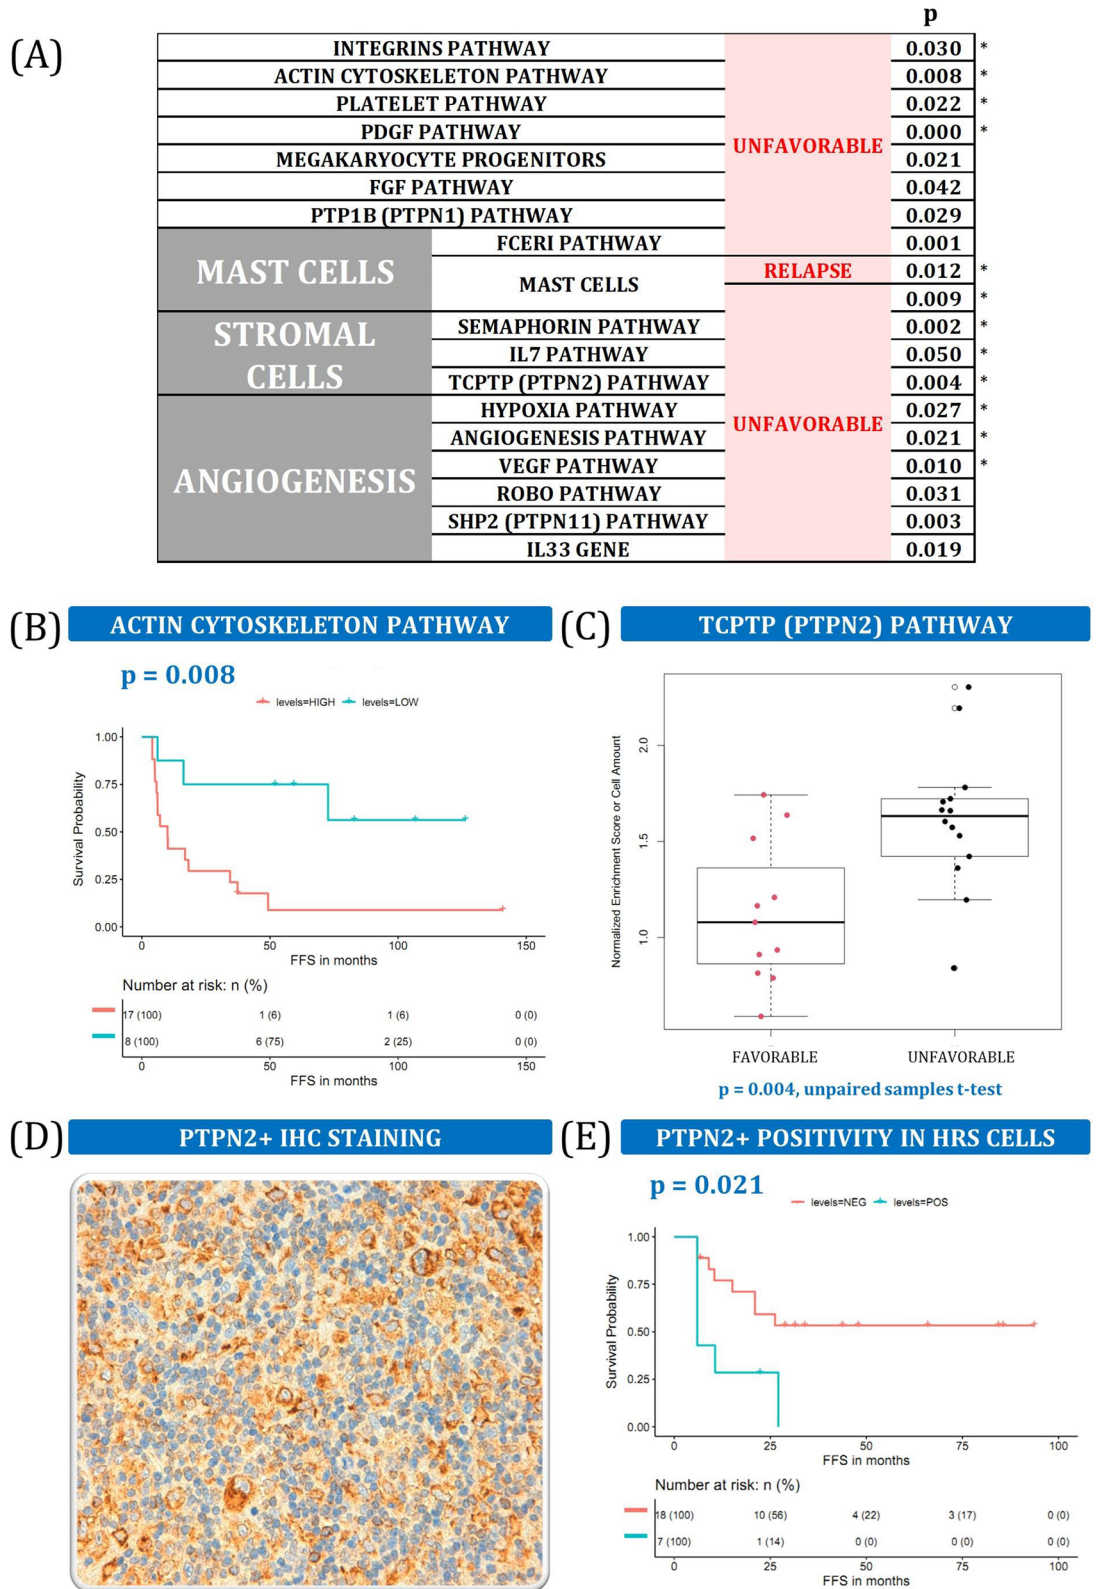 (A)
p
INTEGRINS PATHWAY 0.030 *
ACTIN CYTOSKELETON PATHWAY 0.008 *
PLATELET PATHWAY 0.022 *
PDGF PATHWAY 0.000 *
UNFAVORABLE
MEGAKARYOCYTE PROGENITORS 0.021
FGF PATHWAY 0.042
PTP1B (PTPN1) PATHWAY 0.029
MAST CELLS
FCERI PATHWAY 0.001
MAST CELLS
RELAPSE 0.012 *
0.009 *
STROMAL
CELLS
SEMAPHORIN PATHWAY 0.002 *
IL7 PATHWAY 0.050 *
TCPTP (PTPN2) PATHWAY 0.004 *
UNFAVORABLE
ANGIOGENESIS
HYPOXIA PATHWAY 0.027 *
ANGIOGENESIS PATHWAY 0.021 *
VEGF PATHWAY 0.010 *
ROBO PATHWAY 0.031
SHP2 (PTPN11) PATHWAY 0.003
IL33 GENE 0.019
(B) ACTIN CYTOSKELETON PATHWAY
p = 0.008
levels=HIGH levels=LOW
Survival Probability
1.00
0.75
0.50
0.25
0.00
0 50 100 150
FFS in months
Number at risk: n (%)
17 (100) 1 (6) 1 (6) 0 (0)
8 (100) 6 (75) 2 (25) 0 (0)
0 50 100 150
FFS in months
(C) TCPTP (PTPN2) PATHWAY
Normalized Enrichment Score or Cell Amount
2.0
1.5
1.0
FAVORABLE UNFAVORABLE
p = 0.004, unpaired samples t-test
(D) PTPN2+ IHC STAINING
(E) PTPN2+ POSITIVITY IN HRS CELLS
p = 0.021
levels=NEG levels=POS
Survival Probability
1.00
0.75
0.50
0.25
0.00
0 25 50 75 100
FFS in months
Number at risk: n (%)
18 (100) 10 (56) 4 (22) 3 (17) 0 (0)
7 (100) 1 (14) 0 (0) 0 (0) 0 (0)
0 25 50 75 100
FFS in months